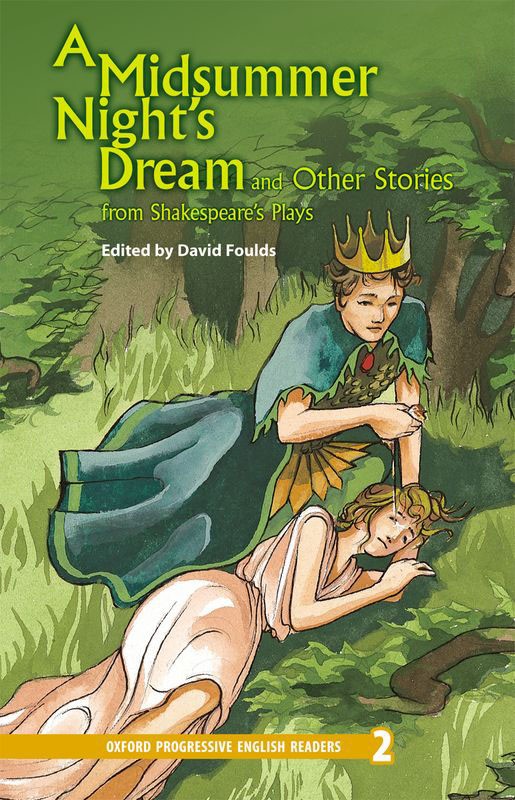 A
Midsummer
Night's
Dream and Other Stories
from Shakespeare's Plays
Edited by David Foulds
OXFORD PROGRESSIVE ENGLISH READERS 2